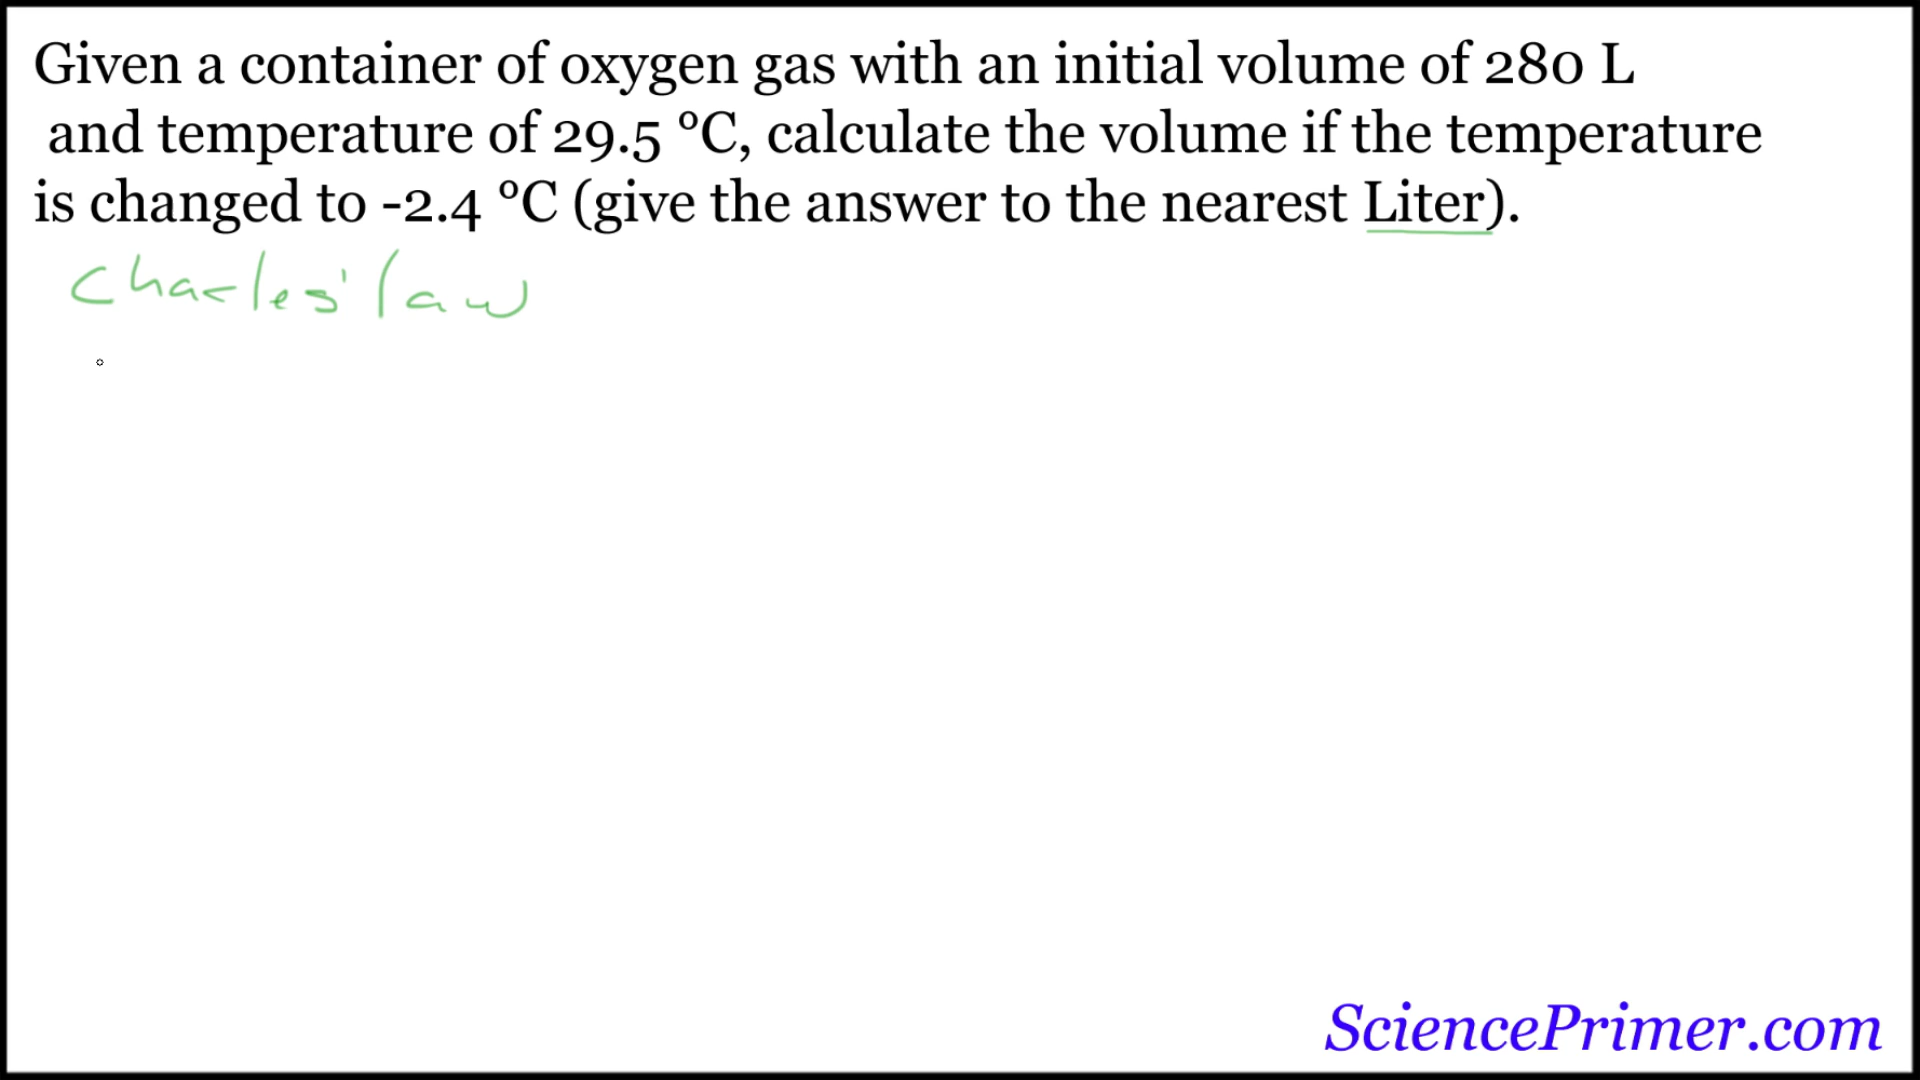 Given a container of oxygen gas with an initial volume of 280 L
and temperature of 29.5 °C, calculate the volume if the temperature
is changed to -2.4 °C (give the answer to the nearest Liter).
Charles' law
SciencePrimer.com